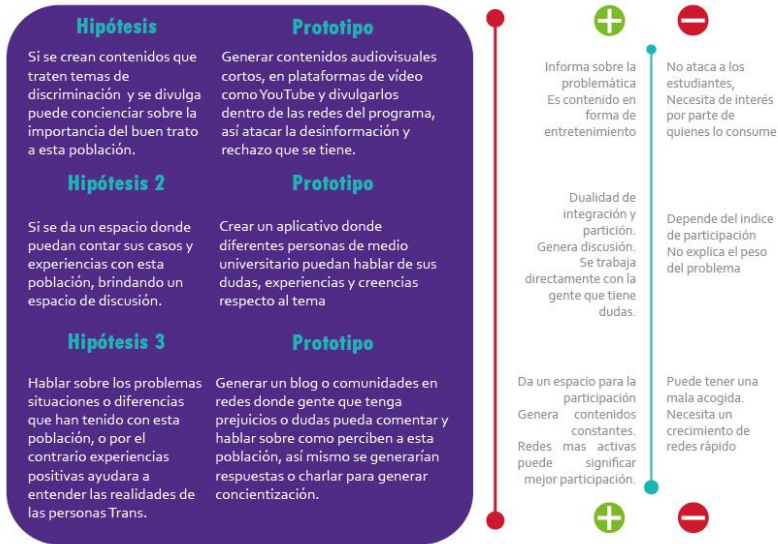 Hipótesis
Si se crean contenidos que
traten temas de
discriminación y se divulga
puede concienciar sobre la
importancia del buen trato
a esta población.
Prototipo
Generar contenidos audiovisuales
cortos, en plataformas de vídeo
como YouTube y divulgarlos
dentro de las redes del programa,
así atacar la desinformación y
rechazo que se tiene.
Informa sobre la
problemática
Es contenido en
forma de
entretenimiento
No ataca a los
estudiantes,
Necesita de interés
por parte de
quienes lo consume
Hipótesis 2
Si se da un espacio donde
puedan contar sus casos y
experiencias con esta
población, brindando un
espacio de discusión.
Prototipo
Crear un aplicativo donde
diferentes personas de medio
universitario puedan hablar de sus
dudas, experiencias y creencias
respecto al tema
Dualidad de
integración y
partición.
Genera discusión.
Se trabaja
directamente con la
gente que tiene
dudas.
Depende del indice
de participación
No explica el peso
del problema
Hipótesis 3
Hablar sobre los problemas
situaciones o diferencias
que han tenido con esta
población, o por el
contrario experiencias
positivas ayudara a
entender las realidades de
las personas Trans.
Prototipo
Generar un blog o comunidades en
redes donde gente que tenga
prejuicios o dudas pueda comentar y
hablar sobre como perciben a esta
población, así mismo se generarían
respuestas o charlar para generar
concientización.
Da un espacio para la
participación
Genera contenidos
constantes.
Redes mas activas
puede significar
mejor participación.
Puede tener una
mala acogida.
Necesita un
crecimiento de
redes rápido